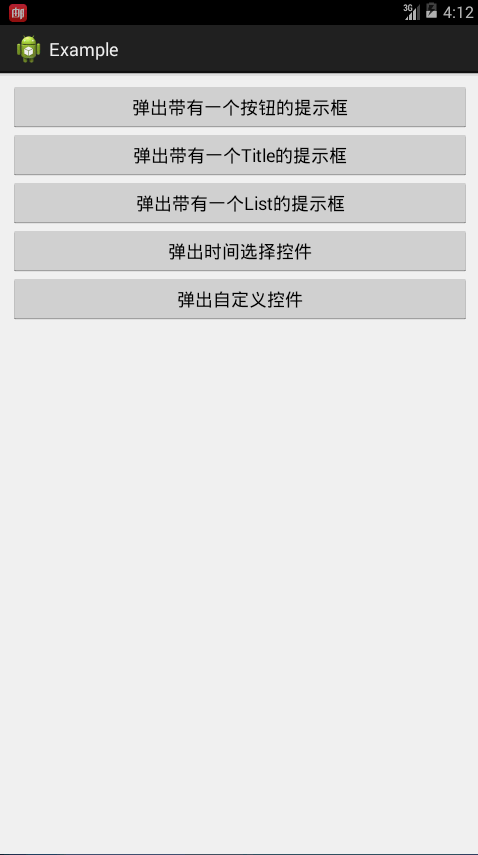 3G
4:12
Example
弹出带有一个按钮的提示框
弹出带有一个Title的提示框
弹出带有一个List的提示框
弹出时间选择控件
弹出自定义控件